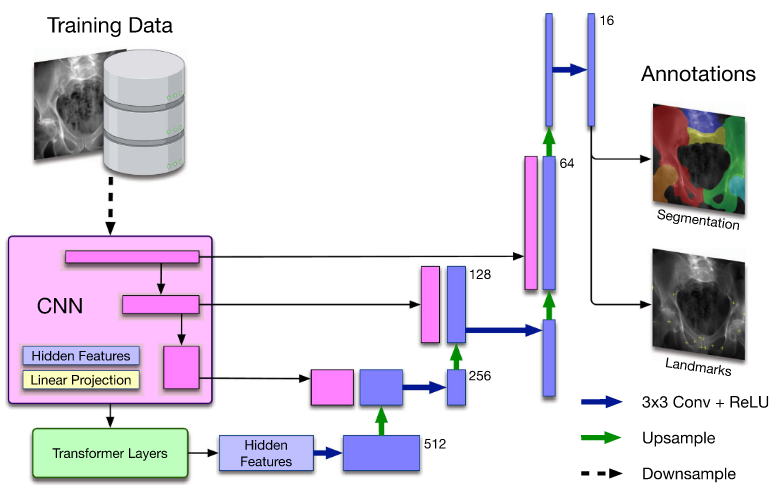 Training Data
16
Annotations
64
Segmentation
128
CNN
Hidden Features
Linear Projection
256
Landmarks
3x3 Conv + ReLU
Transformer Layers
Hidden
Features
512
Upsample
Downsample